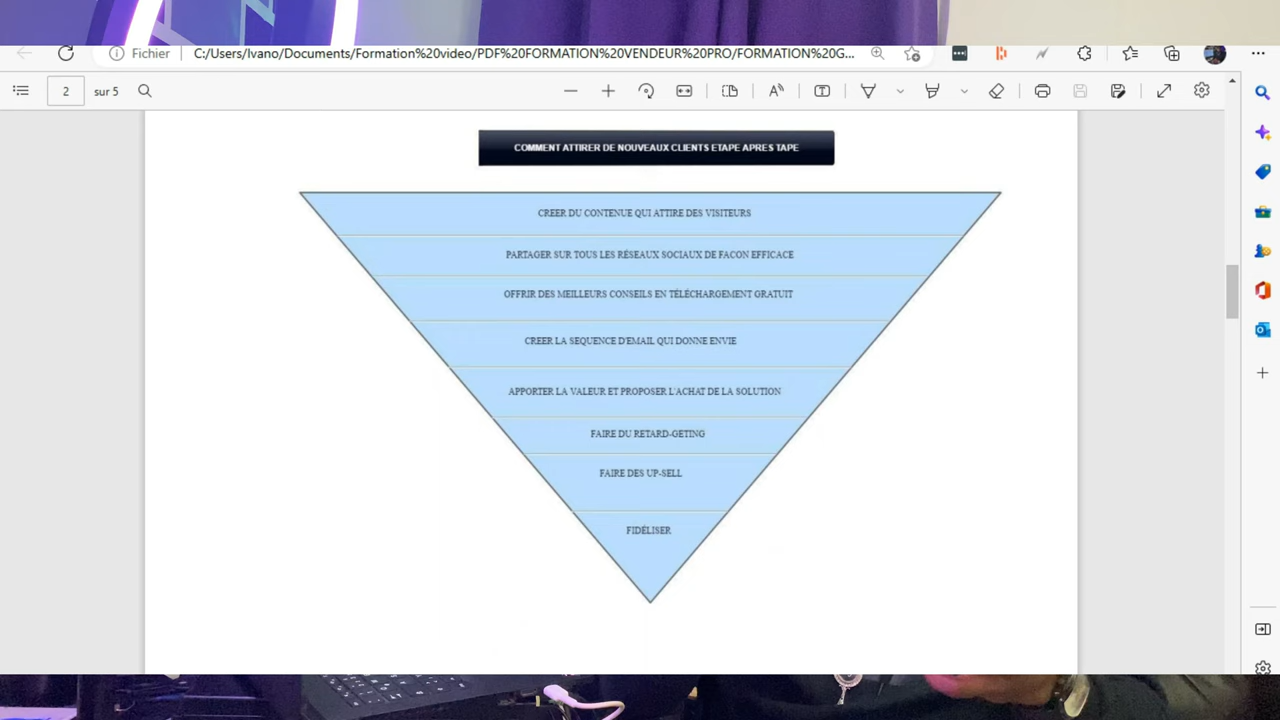 Fichier
C:/Users/Ivano/Documents/Formation%20video/PDF%20FORMATION%20VENDEUR%20PRO/FORMATION%20G...
2 sur 5
COMMENT ATTIRER DE NOUVEAUX CLIENTS ETAPE APRES TAPE
CREER DU CONTENUE QUI ATTIRE DES VISITEURS
PARTAGER SUR TOUS LES RÉSEAUX SOCIAUX DE FACON EFFICACE
OFFRIR DES MEILLEURS CONSEILS EN TÉLÉCHARGEMENT GRATUIT
CREER LA SEQUENCE D'EMAIL QUI DONNE ENVIE
APPORTER LA VALEUR ET PROPOSER L'ACHAT DE LA SOLUTION
FAIRE DU RETARD-GETING
FAIRE DES UP-SELL
FIDÉLISER